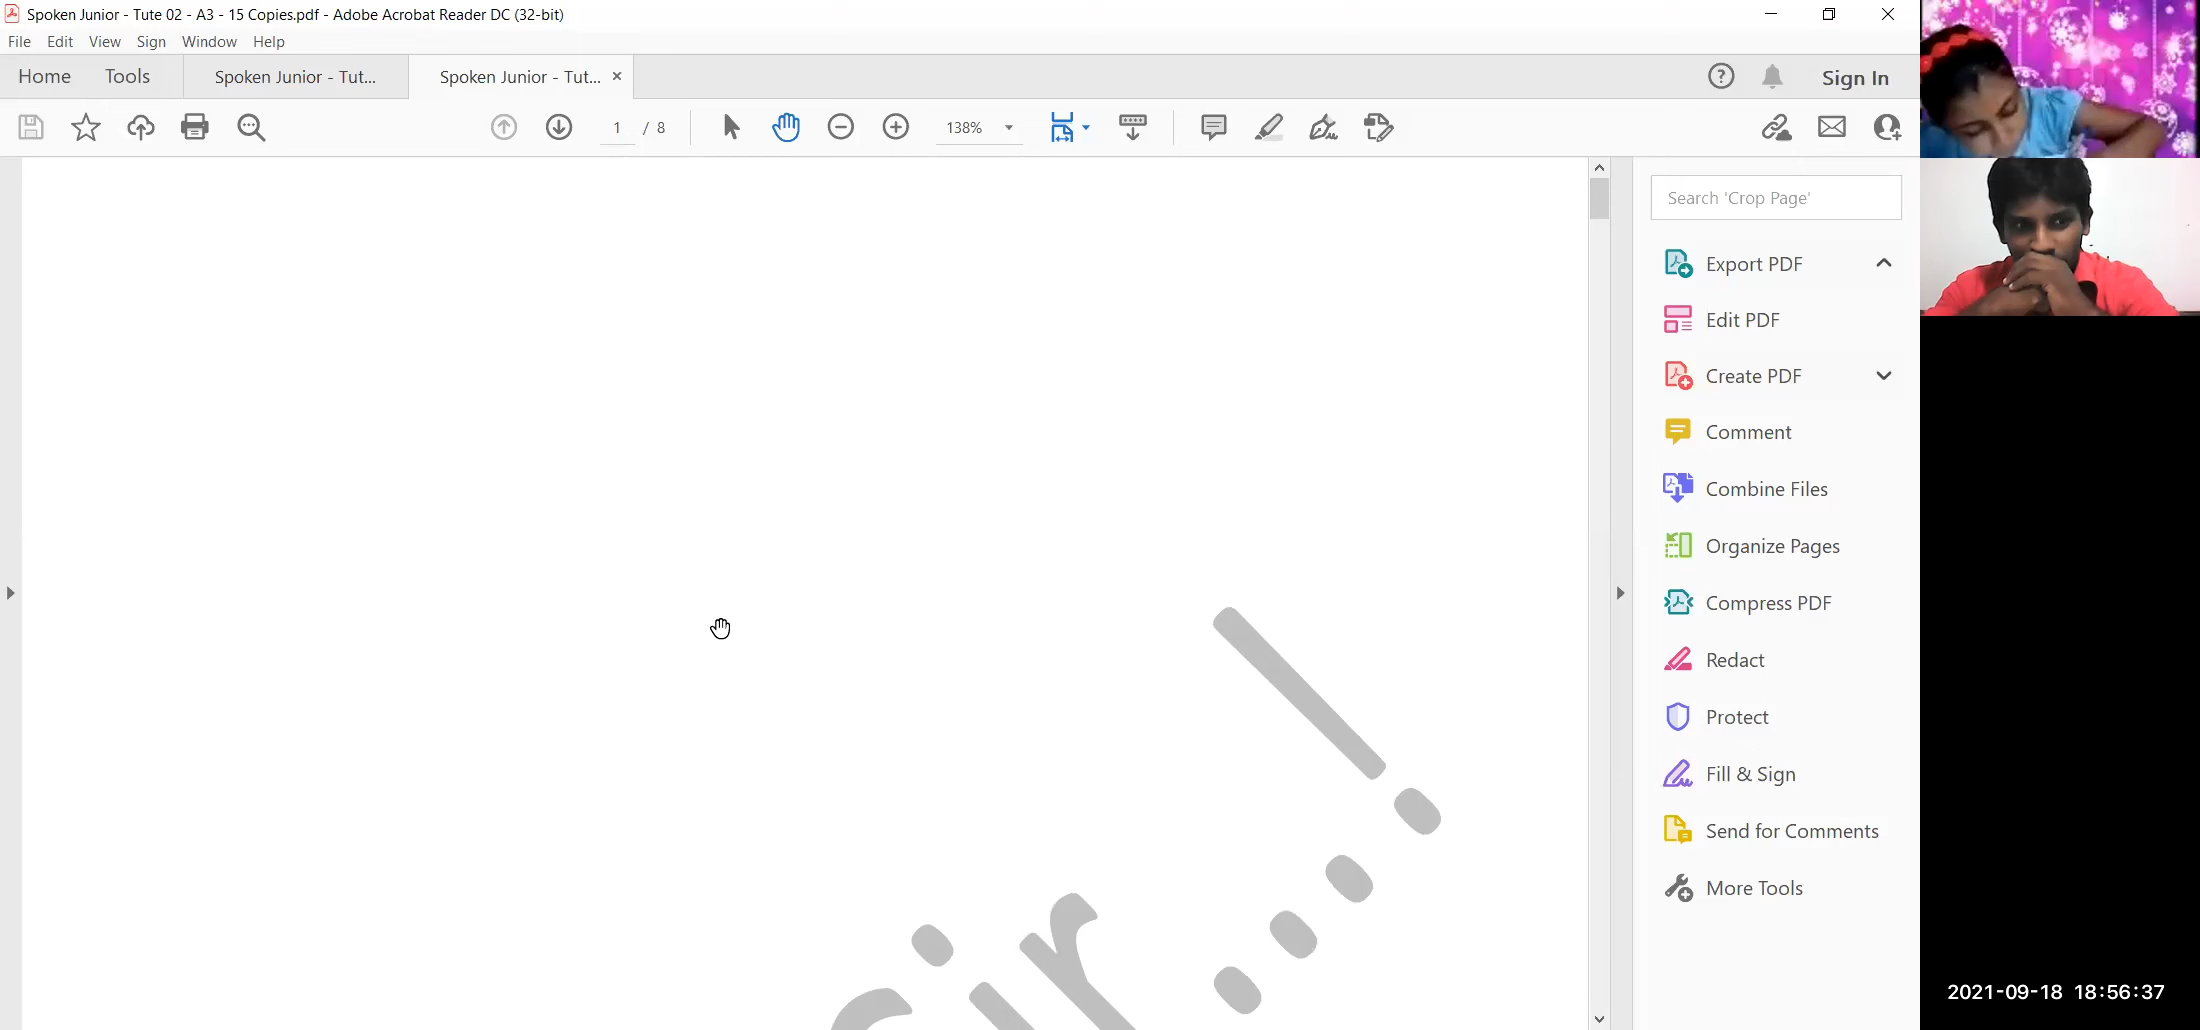 Spoken Junior - Tute 02 - A3 - 15 Copies.pdf - Adobe Acrobat Reader DC (32-bit)
File Edit View Sign Window Help
Home Tools Spoken Junior - Tut... Spoken Junior - Tut... × Sign In
1 / 8 138%
Search 'Crop Page'
Export PDF
Edit PDF
Create PDF
Comment
Combine Files
Organize Pages
Compress PDF
Redact
Protect
Fill & Sign
Send for Comments
More Tools
Sir ...!
2021-09-18 18:56:37